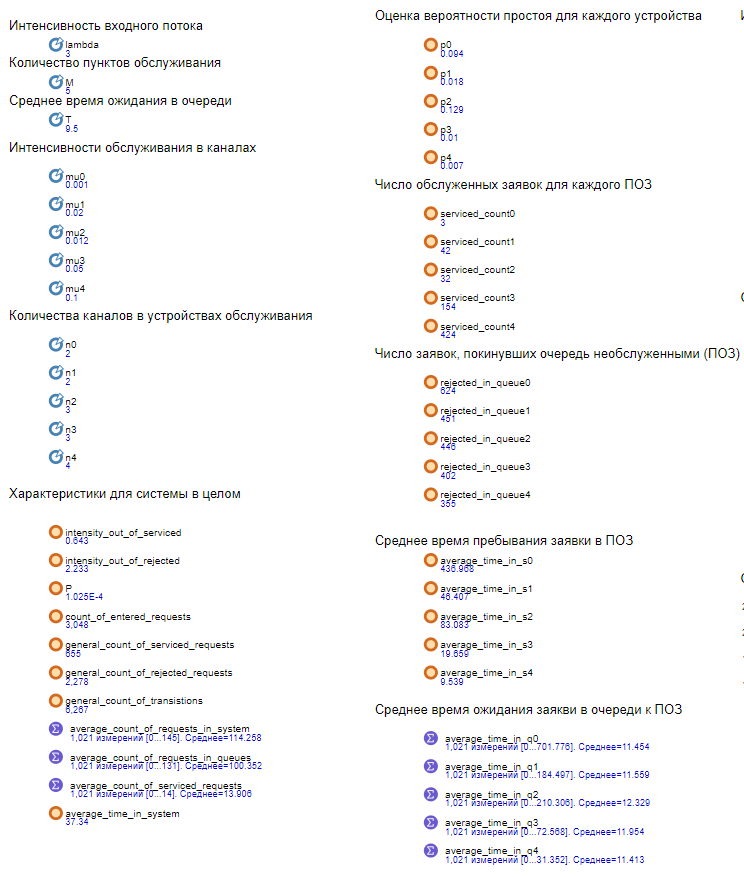 Интенсивность входного потока
lambda
3
Количество пунктов обслуживания
M
5
Среднее время ожидания в очереди
T
9.5
Интенсивности обслуживания в каналах
mu0
0.001
mu1
0.02
mu2
0.012
mu3
0.05
mu4
0.1
Количества каналов в устройствах обслуживания
n0
2
n1
2
n2
3
n3
3
n4
4
Характеристики для системы в целом
intensity_out_of_serviced
0.643
intensity_out_of_rejected
2.233
P
1.025E-4
count_of_entered_requests
3,048
general_count_of_serviced_requests
655
general_count_of_rejected_requests
2,278
general_count_of_transistions
6,267
average_count_of_requests_in_system
1,021 измерений [0...145]. Среднее=114.258
average_count_of_requests_in_queues
1,021 измерений [0...131]. Среднее=100.352
average_count_of_serviced_requests
1,021 измерений [0...14]. Среднее=13.906
average_time_in_system
37.34
Оценка вероятности простоя для каждого устройства
p0
0.094
p1
0.018
p2
0.129
p3
0.01
p4
0.007
Число обслуженных заявок для каждого ПОЗ
serviced_count0
3
serviced_count1
42
serviced_count2
32
serviced_count3
154
serviced_count4
424
Число заявок, покинувших очередь необслуженными (ПОЗ)
rejected_in_queue0
624
rejected_in_queue1
451
rejected_in_queue2
446
rejected_in_queue3
402
rejected_in_queue4
355
Среднее время пребывания заявки в ПОЗ
average_time_in_s0
436.968
average_time_in_s1
46.407
average_time_in_s2
83.083
average_time_in_s3
19.659
average_time_in_s4
9.539
Среднее время ожидания заякви в очереди к ПОЗ
average_time_in_q0
1,021 измерений [0...701.776]. Среднее=11.454
average_time_in_q1
1,021 измерений [0...184.497]. Среднее=11.559
average_time_in_q2
1,021 измерений [0...210.306]. Среднее=12.329
average_time_in_q3
1,021 измерений [0...72.568]. Среднее=11.954
average_time_in_q4
1,021 измерений [0...31.352]. Среднее=11.413